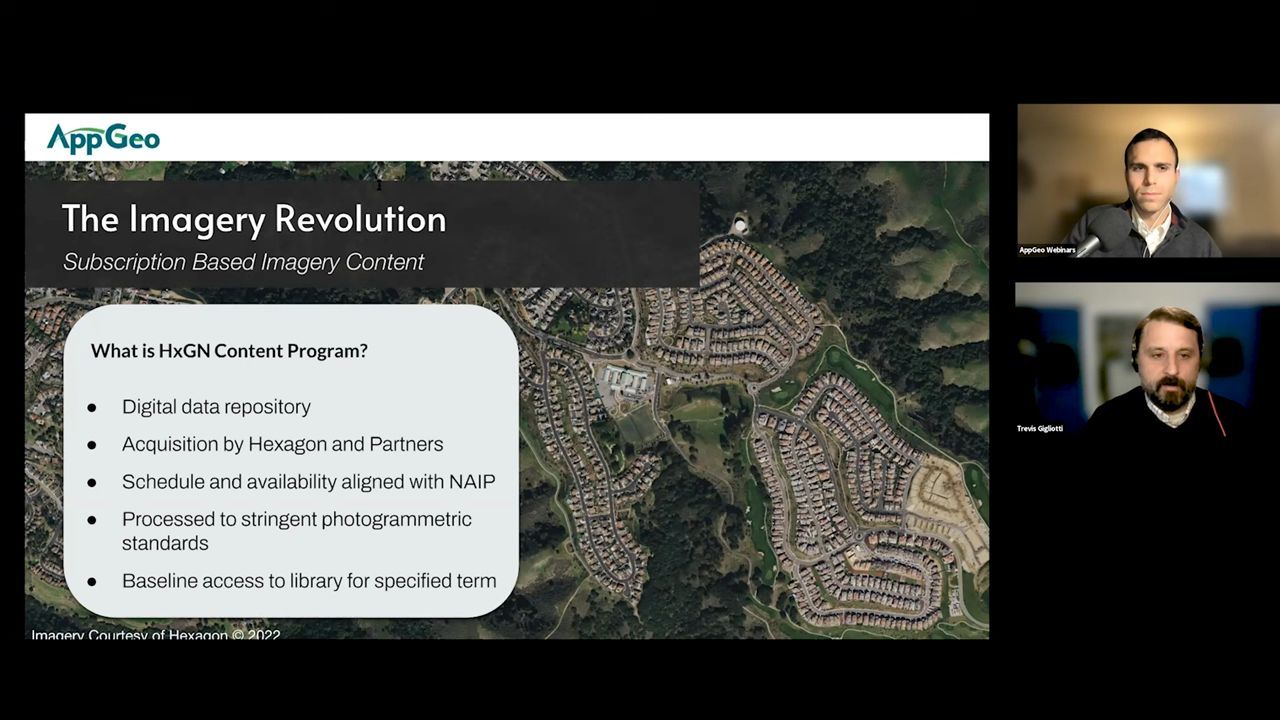 AppGeo
The Imagery Revolution
Subscription Based Imagery Content
What is HxGN Content Program?
● Digital data repository
● Acquisition by Hexagon and Partners
● Schedule and availability aligned with NAIP
● Processed to stringent photogrammetric
standards
● Baseline access to library for specified term
Imagery Courtesy of Hexagon © 2022
AppGeo Webinars
Trevis Gigliotti